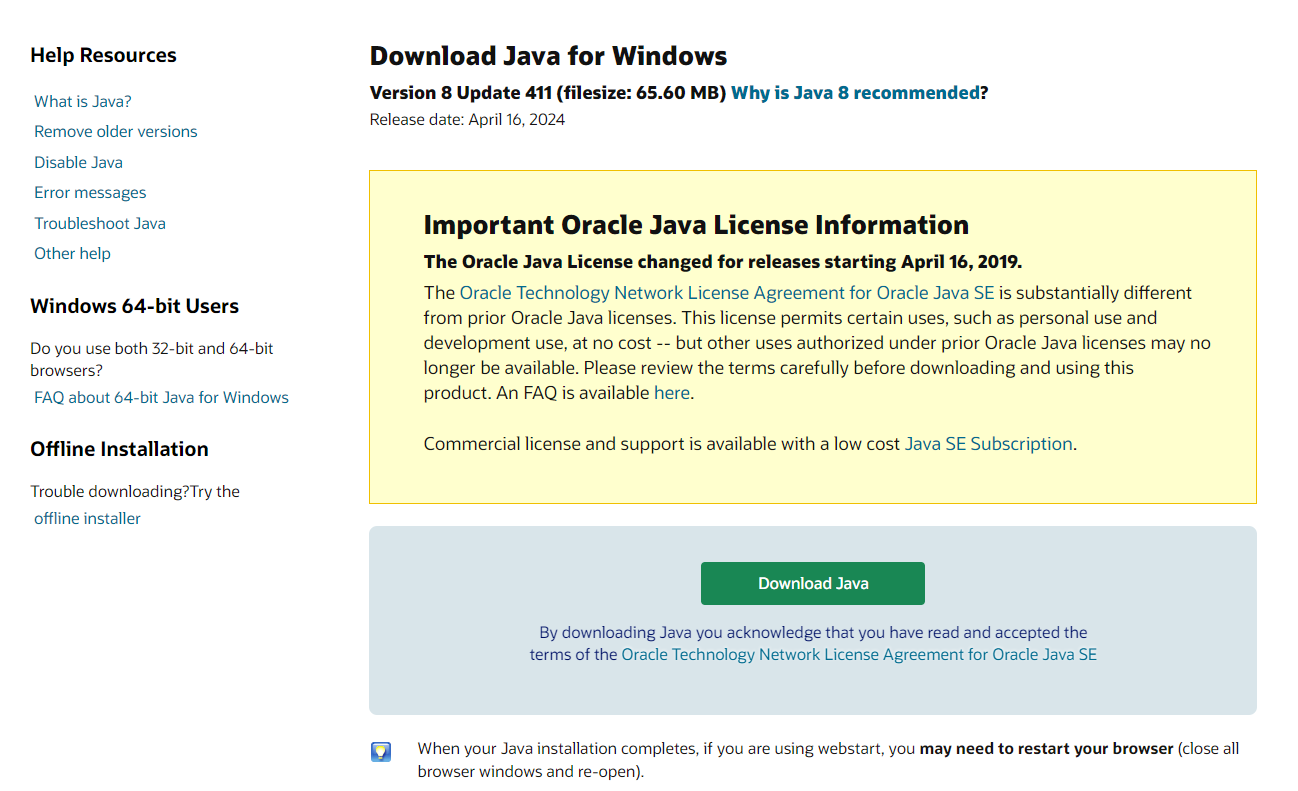 Help Resources
What is Java?
Remove older versions
Disable Java
Error messages
Troubleshoot Java
Other help
Windows 64-bit Users
Do you use both 32-bit and 64-bit
browsers?
FAQ about 64-bit Java for Windows
Offline Installation
Trouble downloading?Try the
offline installer
Download Java for Windows
Version 8 Update 411 (filesize: 65.60 MB) Why is Java 8 recommended?
Release date: April 16, 2024
Important Oracle Java License Information
The Oracle Java License changed for releases starting April 16, 2019.
The Oracle Technology Network License Agreement for Oracle Java SE is substantially different
from prior Oracle Java licenses. This license permits certain uses, such as personal use and
development use, at no cost -- but other uses authorized under prior Oracle Java licenses may no
longer be available. Please review the terms carefully before downloading and using this
product. An FAQ is available here.
Commercial license and support is available with a low cost Java SE Subscription.
Download Java
By downloading Java you acknowledge that you have read and accepted the
terms of the Oracle Technology Network License Agreement for Oracle Java SE
When your Java installation completes, if you are using webstart, you may need to restart your browser (close all
browser windows and re-open).